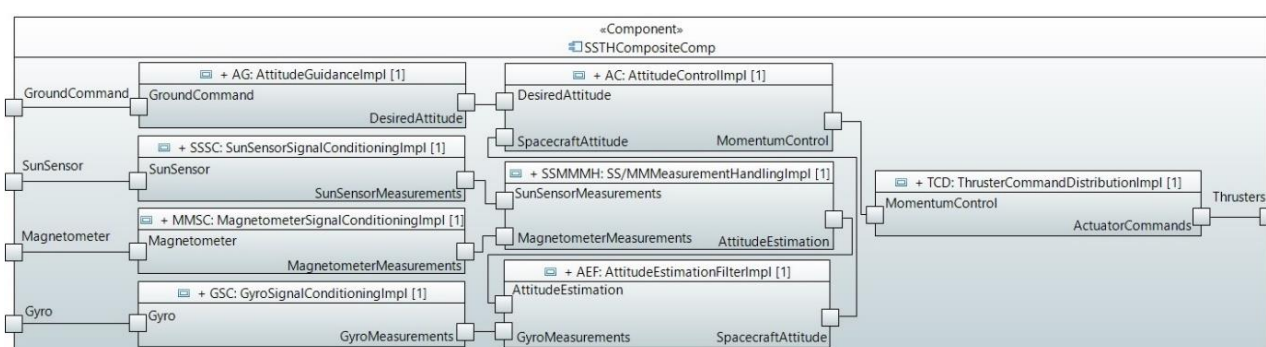 «Component»
SSTHCompositeComp
+ AG: AttitudeGuidanceImpl [1]
GroundCommand
GroundCommand
DesiredAttitude
+ AC: AttitudeControlImpl [1]
DesiredAttitude
SpacecraftAttitude
MomentumControl
+ SSSC: SunSensorSignalConditioningImpl [1]
SunSensor
SunSensor
SunSensorMeasurements
+ SSMMMH: SS/MMMeasurementHandlingImpl [1]
SunSensorMeasurements
MagnetometerMeasurements
AttitudeEstimation
+ TCD: ThrusterCommandDistributionImpl [1]
MomentumControl
ActuatorCommands
Thrusters
+ MMSC: MagnetometerSignalConditioningImpl [1]
Magnetometer
Magnetometer
MagnetometerMeasurements
+ AEF: AttitudeEstimationFilterImpl [1]
AttitudeEstimation
GyroMeasurements
SpacecraftAttitude
+ GSC: GyroSignalConditioningImpl [1]
Gyro
Gyro
GyroMeasurements